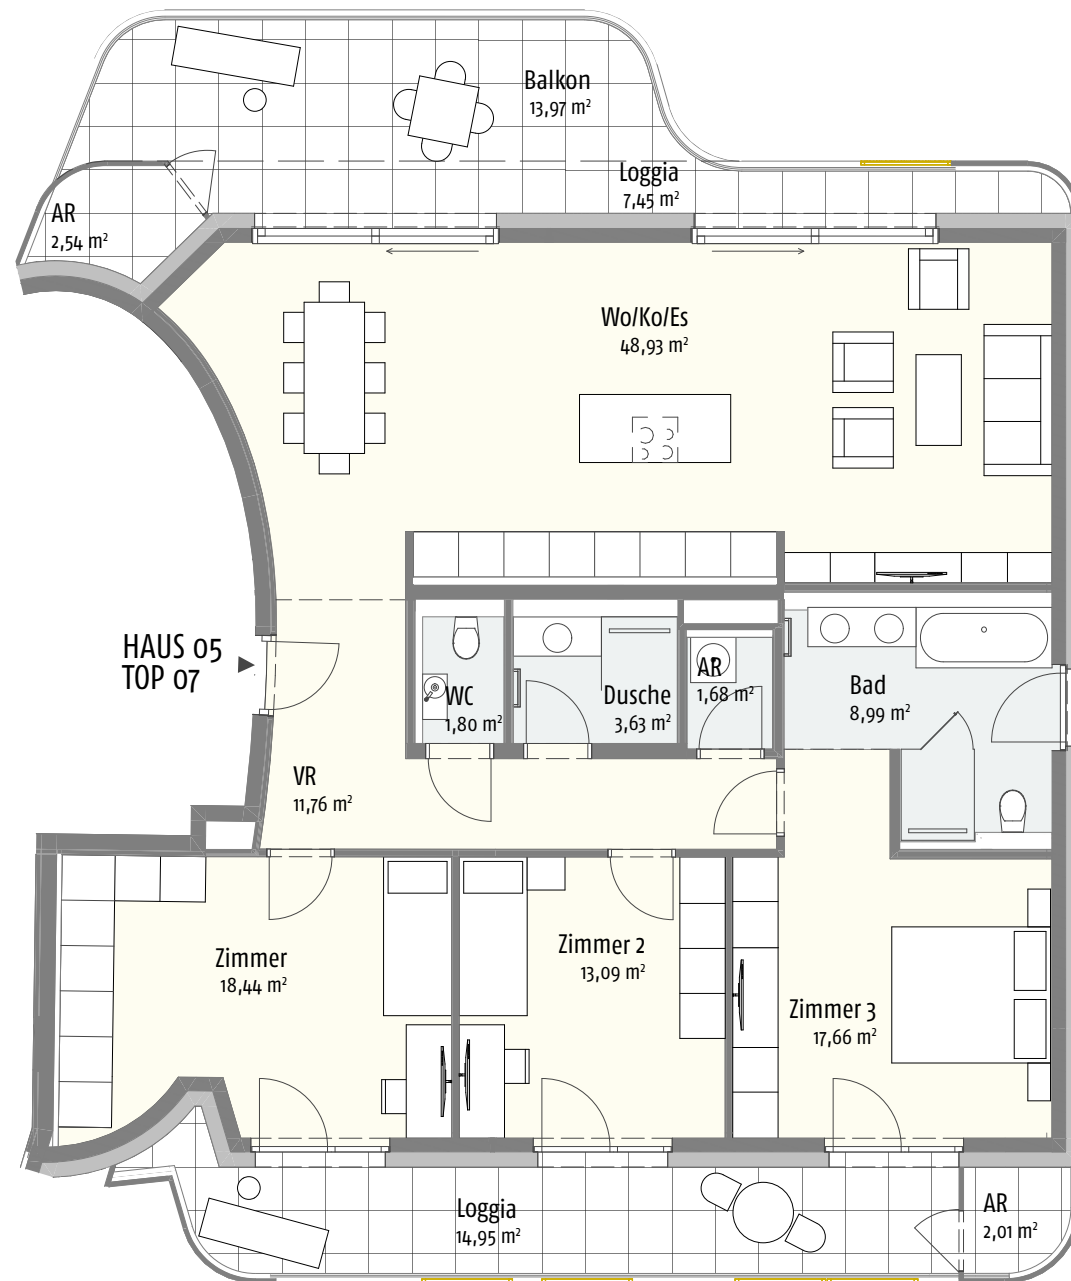 Balkon
13,97 m²
Loggia
7,45 m²
AR
2,54 m²
Wo/Ko/Es
48,93 m²
HAUS 05
TOP 07
WC
1,80 m²
Dusche
3,63 m²
AR
1,68 m²
Bad
8,99 m²
VR
11,76 m²
Zimmer
18,44 m²
Zimmer 2
13,09 m²
Zimmer 3
17,66 m²
Loggia
14,95 m²
AR
2,01 m²